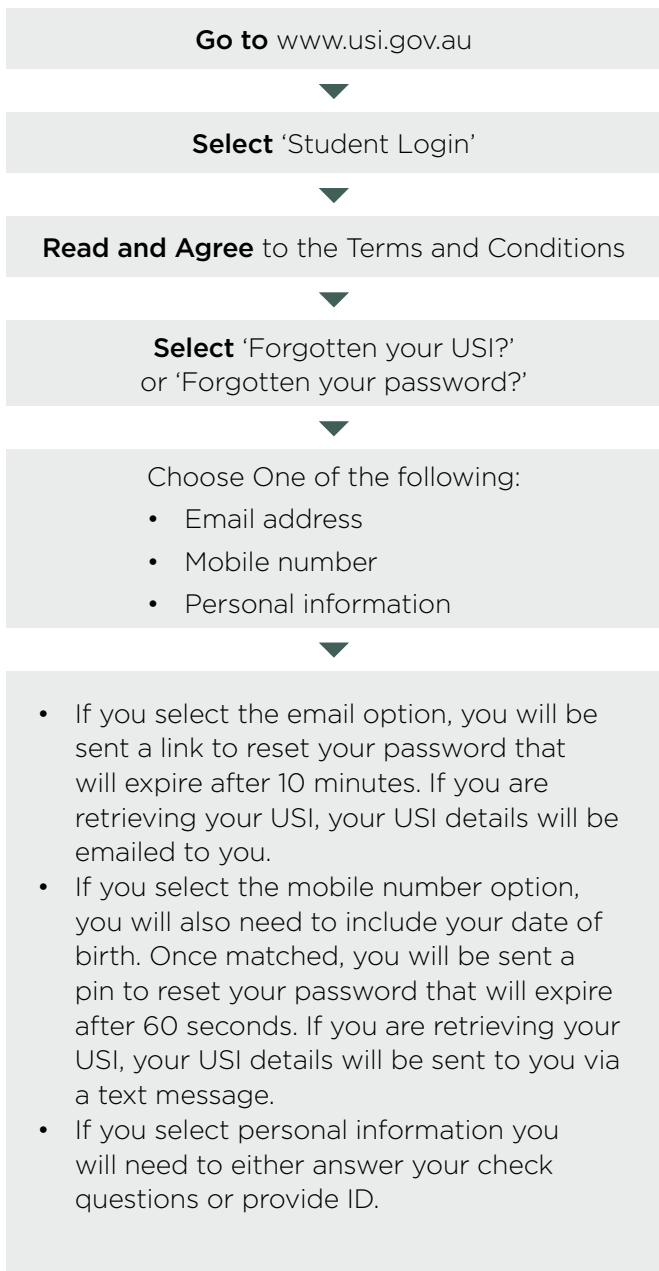 Go to www.usi.gov.au
Select ‘Student Login’
Read and Agree to the Terms and Conditions
Select ‘Forgotten your USI?’
or ‘Forgotten your password?’
Choose One of the following:
• Email address
• Mobile number
• Personal information
• If you select the email option, you will be
sent a link to reset your password that
will expire after 10 minutes. If you are
retrieving your USI, your USI details will be
emailed to you.
• If you select the mobile number option,
you will also need to include your date of
birth. Once matched, you will be sent a
pin to reset your password that will expire
after 60 seconds. If you are retrieving your
USI, your USI details will be sent to you via
a text message.
• If you select personal information you
will need to either answer your check
questions or provide ID.